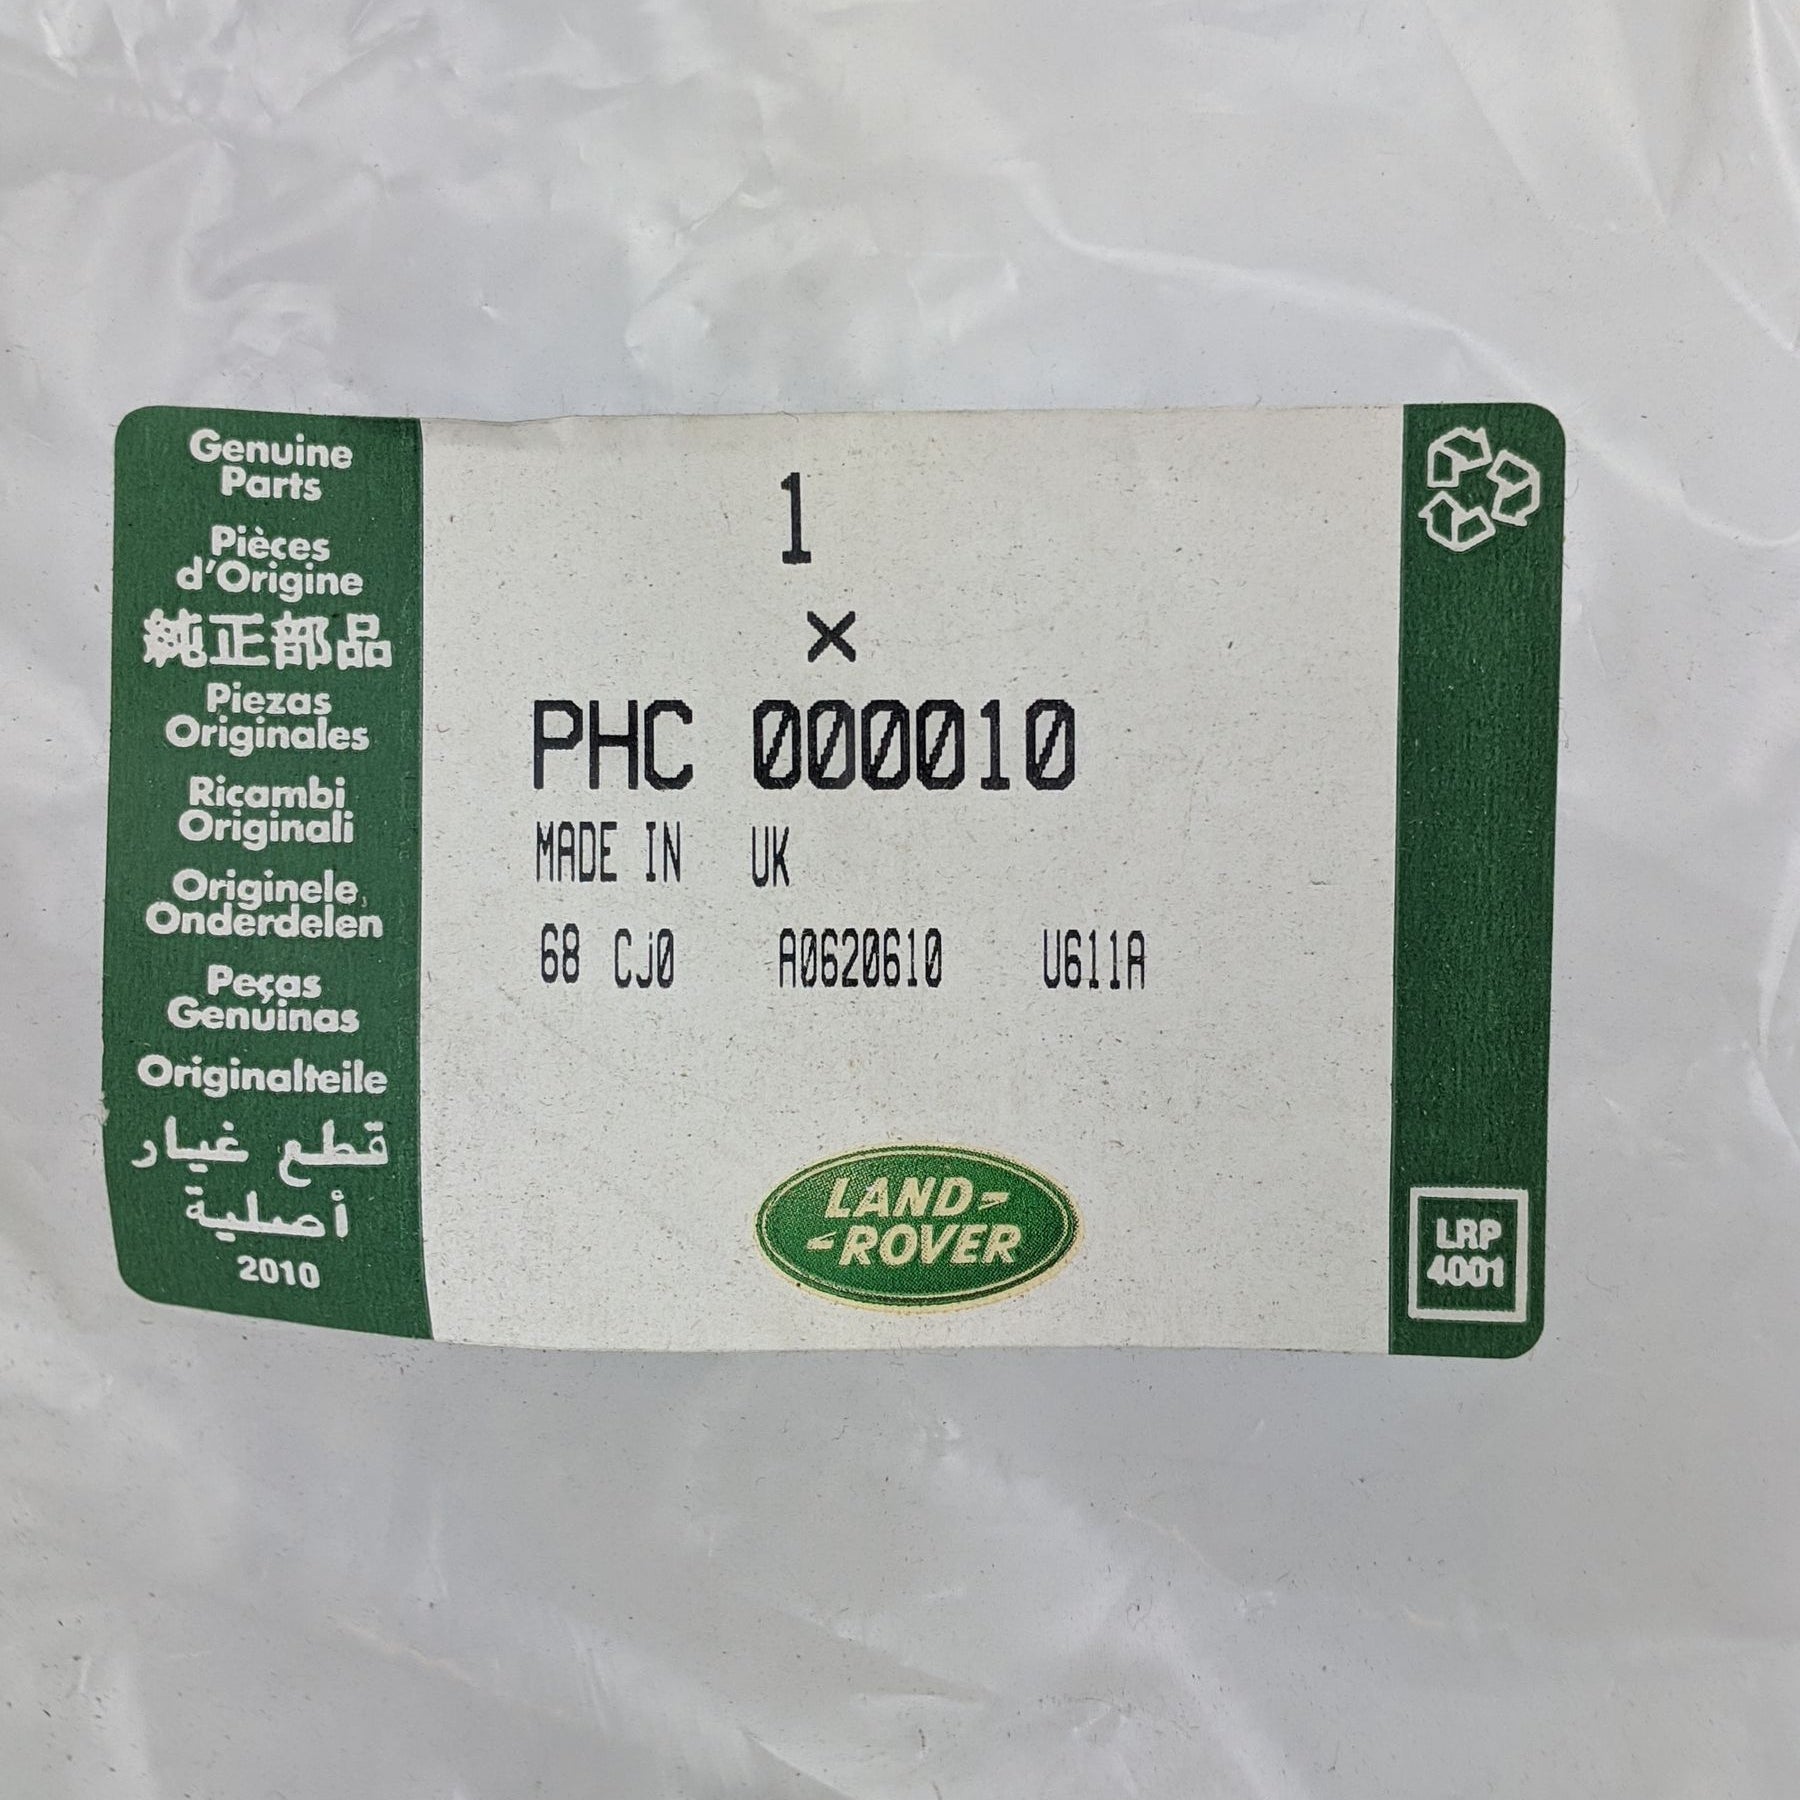 Genuine
Parts
Pièces
d'Origine
純正部品
Piezas
Originales
Ricambi
Originali
Originele
Onderdelen
Peças
Genuinas
Originalteile
قطع غيار
أصلية
2010
1
×
PHC 000010
MADE IN UK
68 CJ0 A0620610 U611A
LAND-
-ROVER
LRP
4001